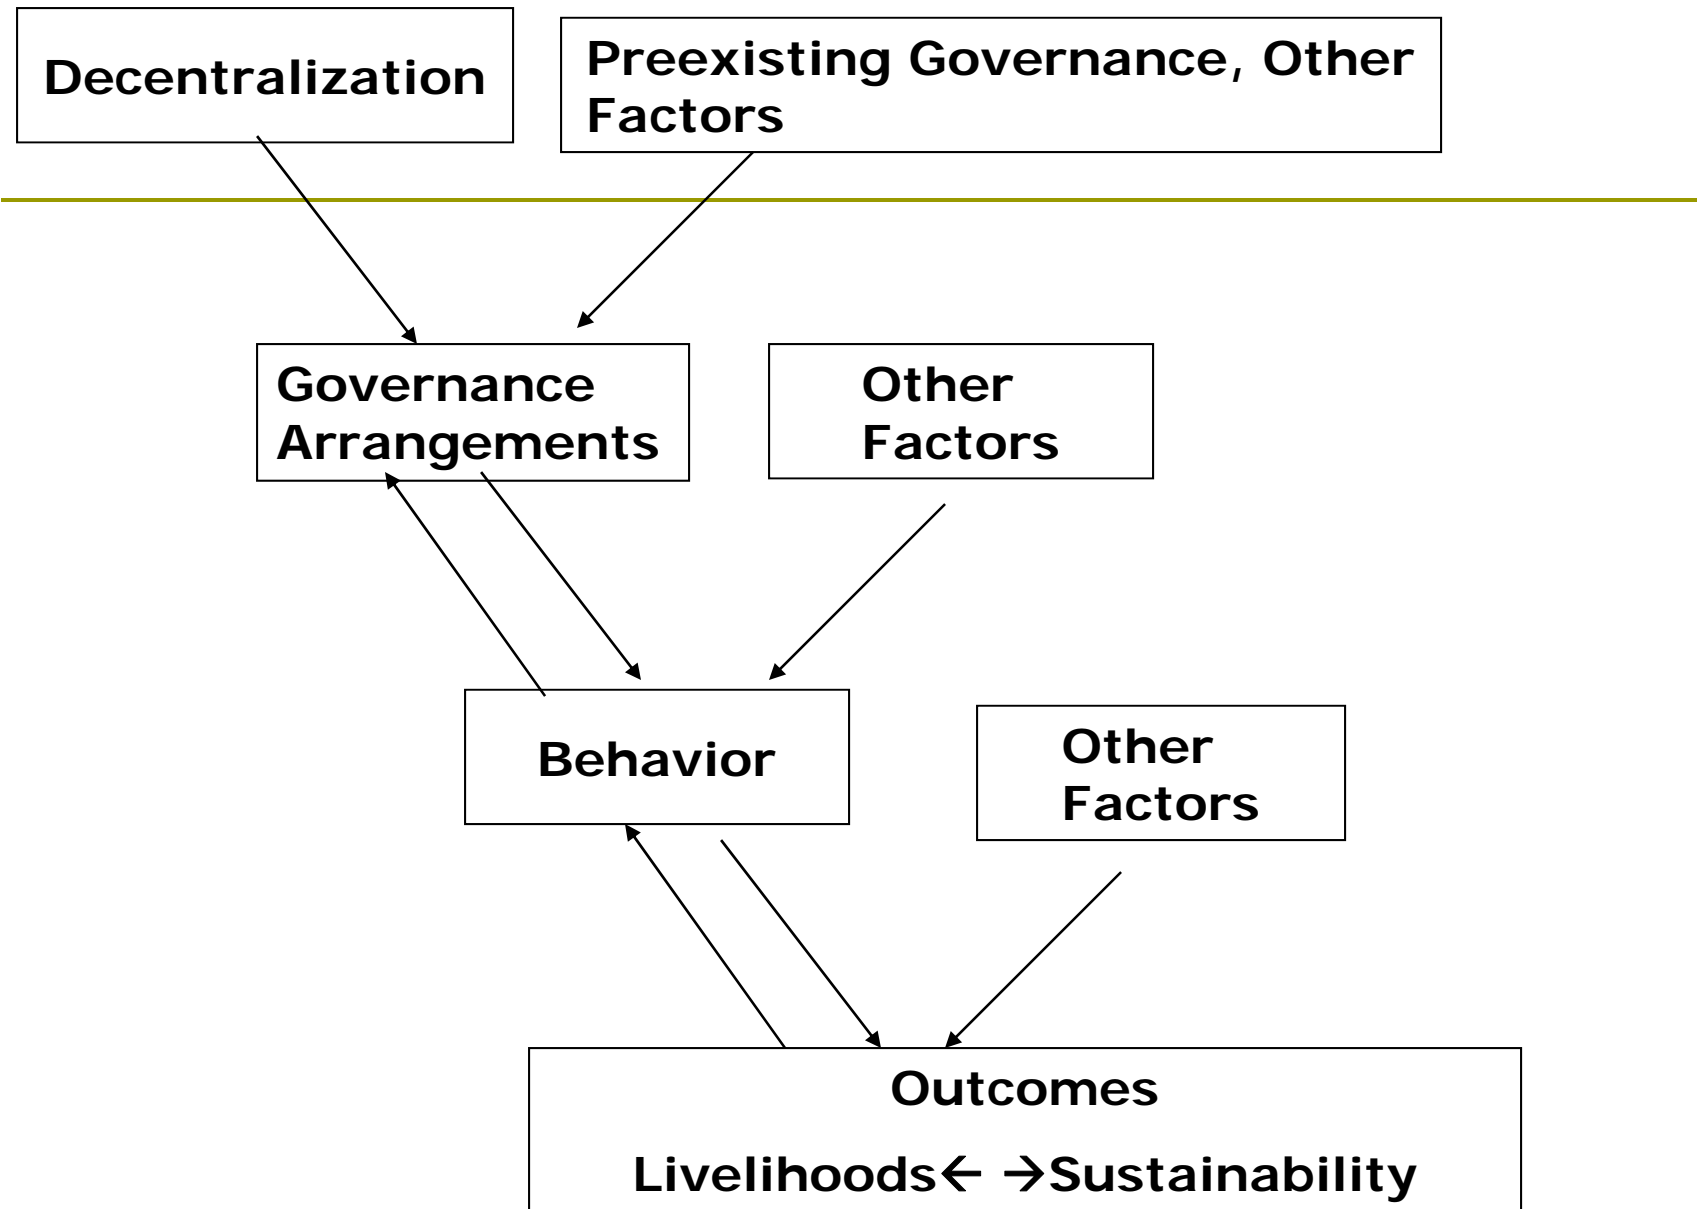 Decentralization
Preexisting Governance, Other
Factors
Governance
Arrangements
Other
Factors
Behavior
Other
Factors
Outcomes
Livelihoods← →Sustainability